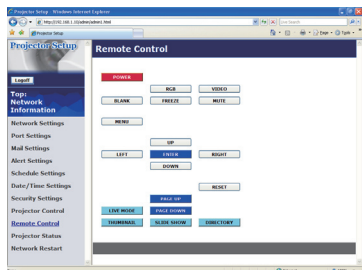 Projector Setup - Windows Internet Explorer
Projector Setup
Projector Setup
Remote Control
Logoff
Top:
Network
Information
Network Settings
Port Settings
Mail Settings
Alert Settings
Schedule Settings
Date/Time Settings
Security Settings
Projector Control
Remote Control
Projector Status
Network Restart
POWER
RGB VIDEO
BLANK FREEZE MUTE
MENU
UP
LEFT ENTER RIGHT
DOWN
RESET
PAGE UP
LIVE MODE PAGE DOWN
THUMBNAIL SLIDE SHOW DIRECTORY